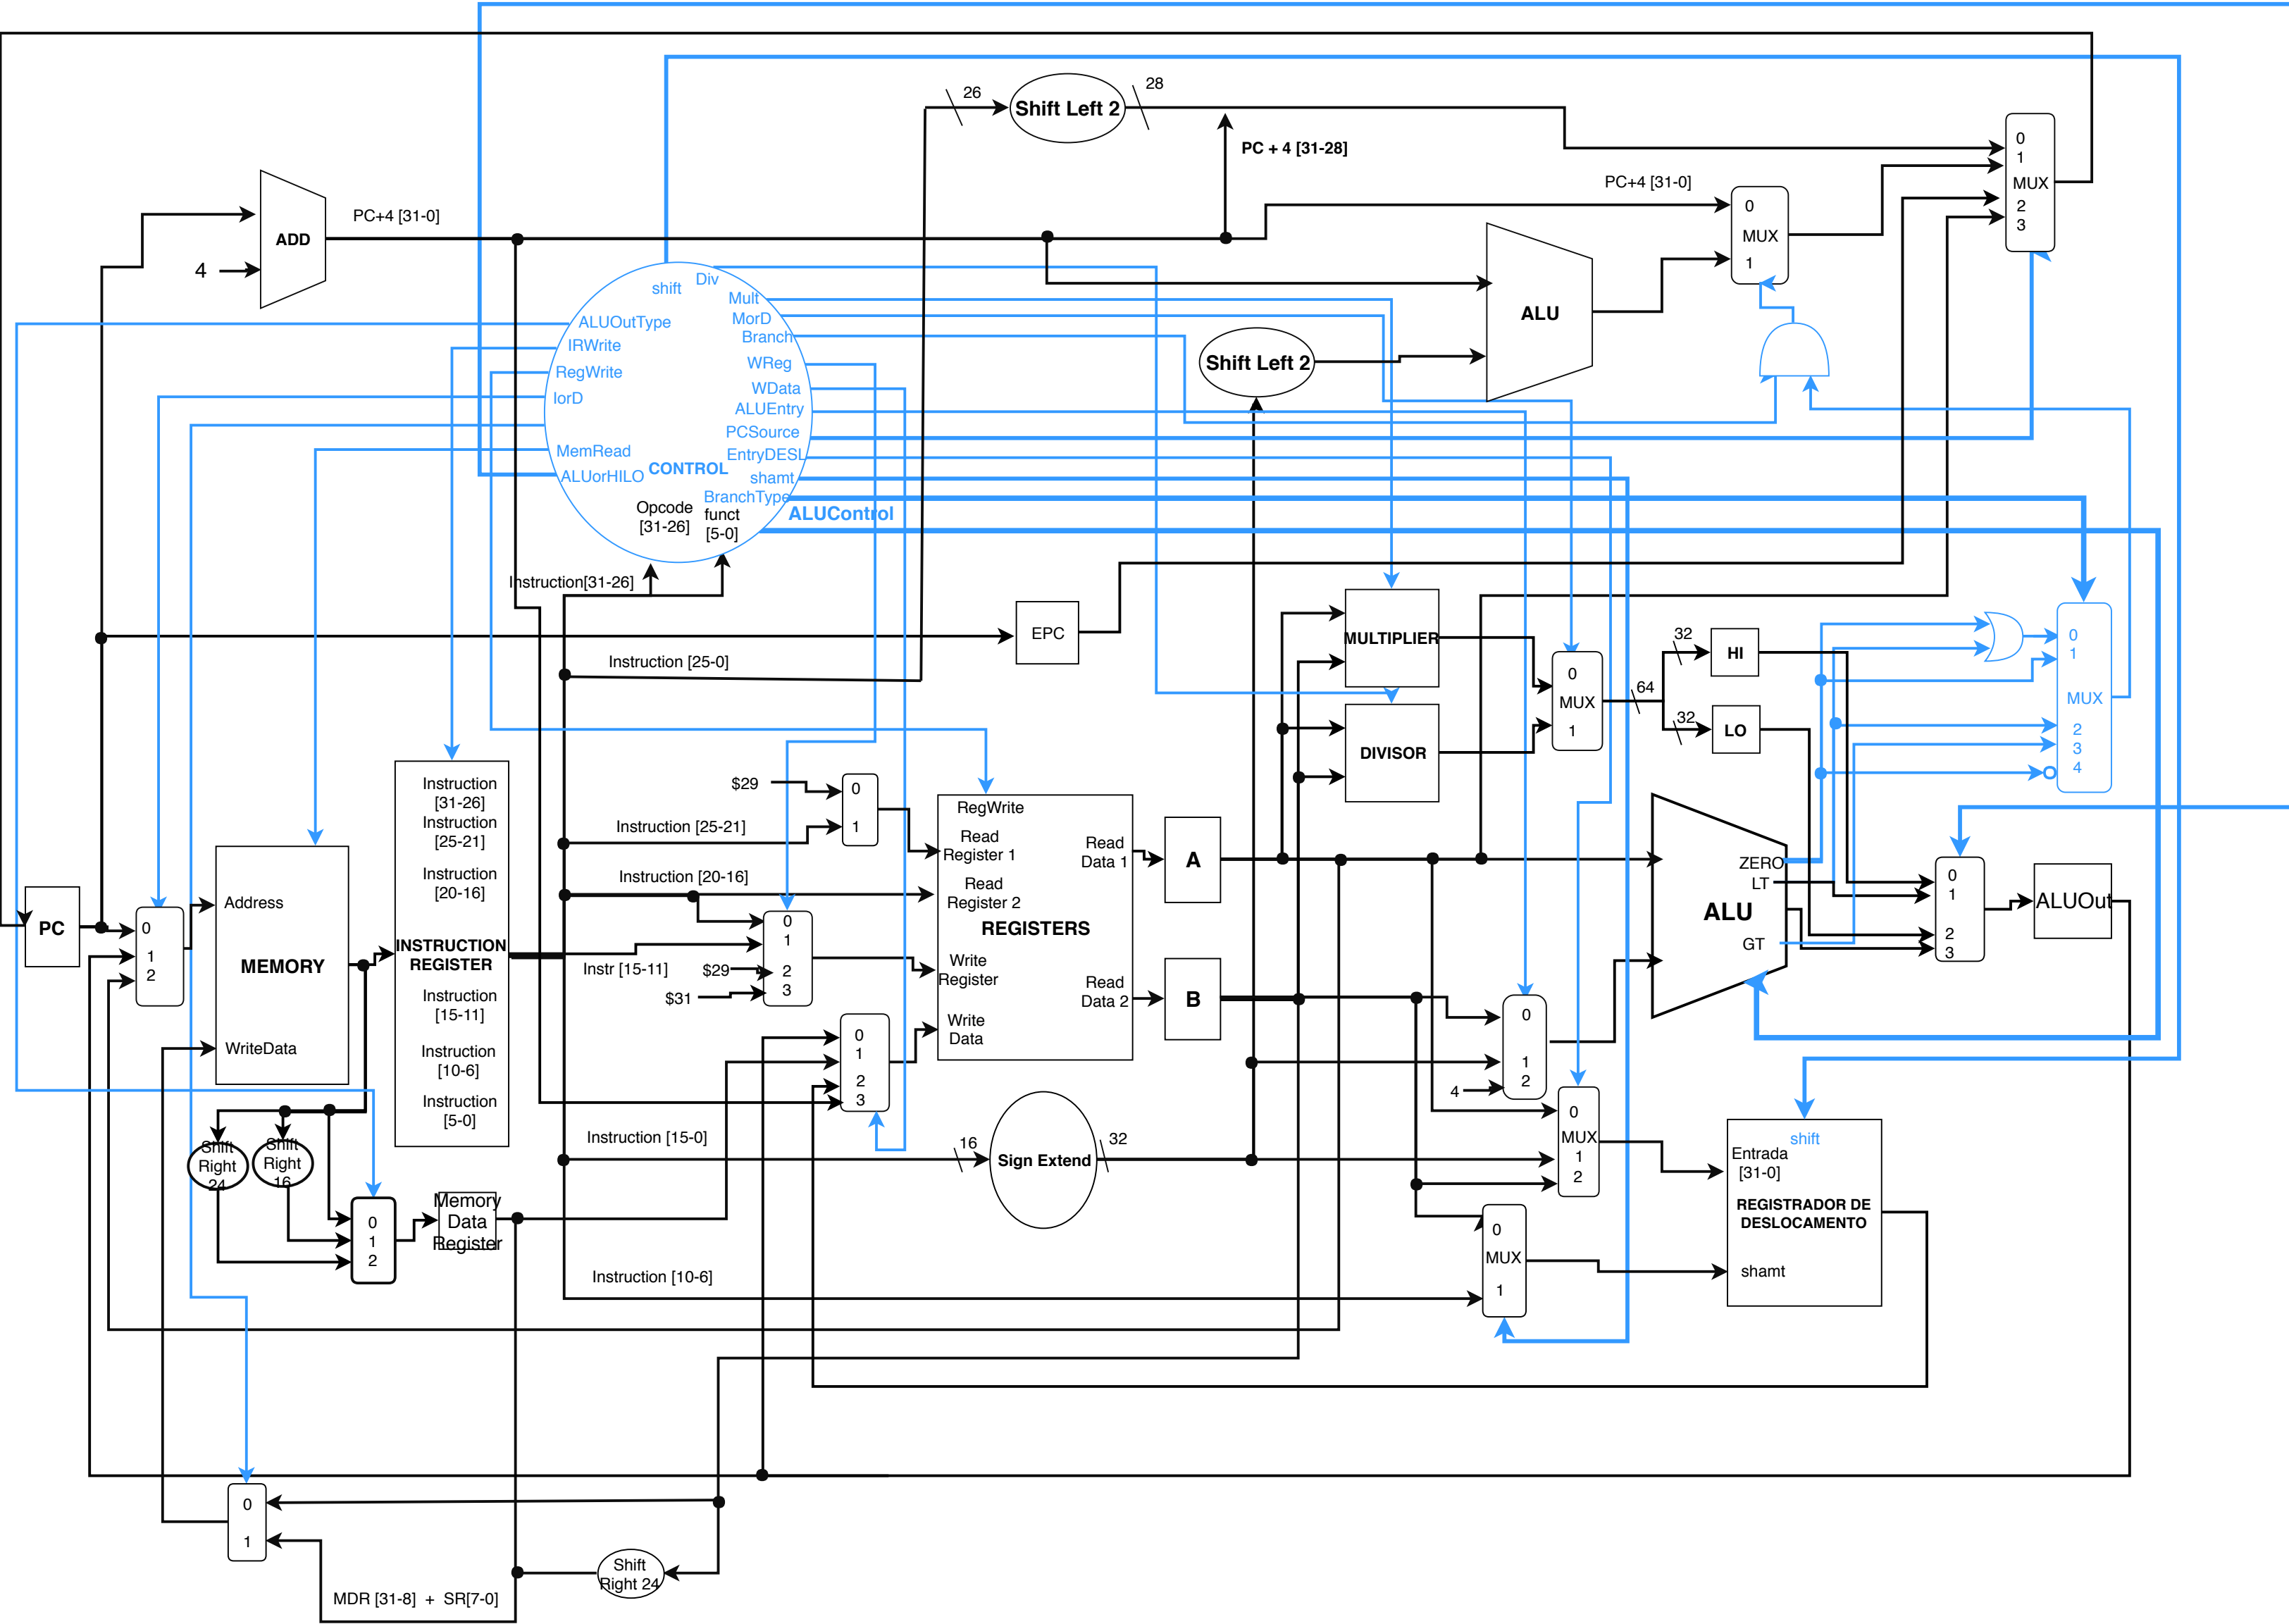 26
Shift Left 2
28
PC + 4 [31-28]
0
1
MUX
2
3
PC+4 [31-0]
0
MUX
1
PC+4 [31-0]
ADD
4
ALU
Shift Left 2
shift
Div
Mult
MorD
Branch
WReg
WData
ALUEntry
PCSource
EntryDESL
shamt
BranchType
ALUControl
ALUOutType
IRWrite
RegWrite
IorD
MemRead
ALUorHILO
CONTROL
Opcode
[31-26]
funct
[5-0]
Instruction[31-26]
EPC
Instruction [25-0]
MULTIPLIER
DIVISOR
0
MUX
1
64
32
HI
32
LO
0
1
MUX
2
3
4
$29
0
1
Instruction [25-21]
Instruction [20-16]
0
1
2
3
Instr [15-11]
$29
$31
RegWrite
Read
Register 1
Read
Register 2
REGISTERS
Write
Register
Write
Data
Read
Data 1
Read
Data 2
A
B
ZERO
LT
ALU
GT
0
1
2
3
ALUOut
PC
0
1
2
Address
MEMORY
WriteData
Instruction
[31-26]
Instruction
[25-21]
Instruction
[20-16]
INSTRUCTION
REGISTER
Instruction
[15-11]
Instruction
[10-6]
Instruction
[5-0]
0
1
2
3
0
1
2
4
0
MUX
1
2
Instruction [15-0]
16
Sign Extend
32
shift
Entrada
[31-0]
REGISTRADOR DE
DESLOCAMENTO
shamt
Shift
Right
24
Shift
Right
16
0
1
2
Memory
Data
Register
Instruction [10-6]
0
MUX
1
0
1
Shift
Right 24
MDR [31-8] + SR[7-0]